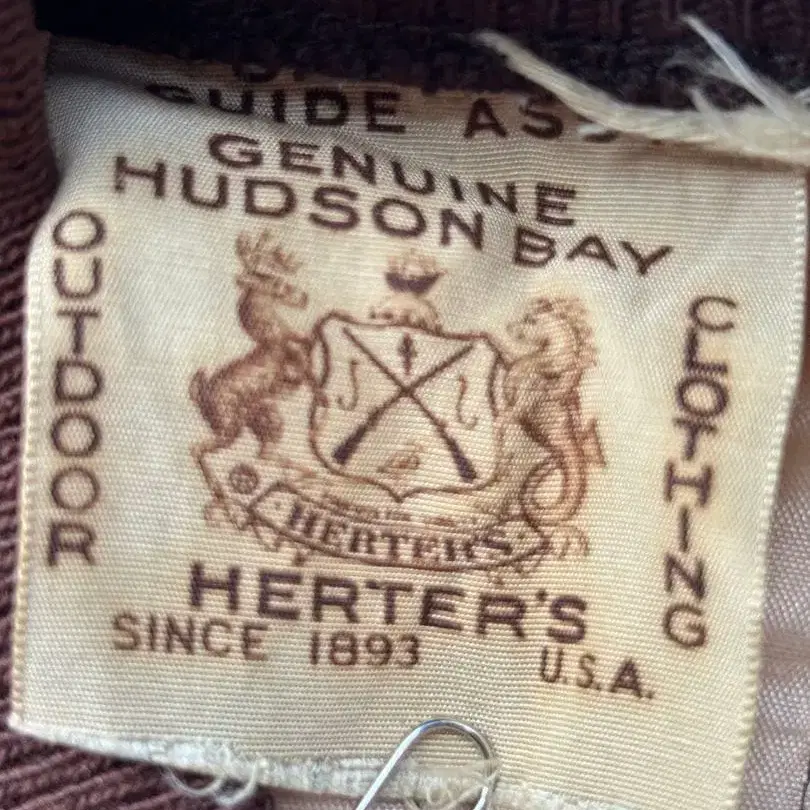 GUIDE
GENUINE
HUDSON BAY
OUTDOOR
CLOTHING
HERTER'S
HERTER'S
SINCE 1893
U.S.A.